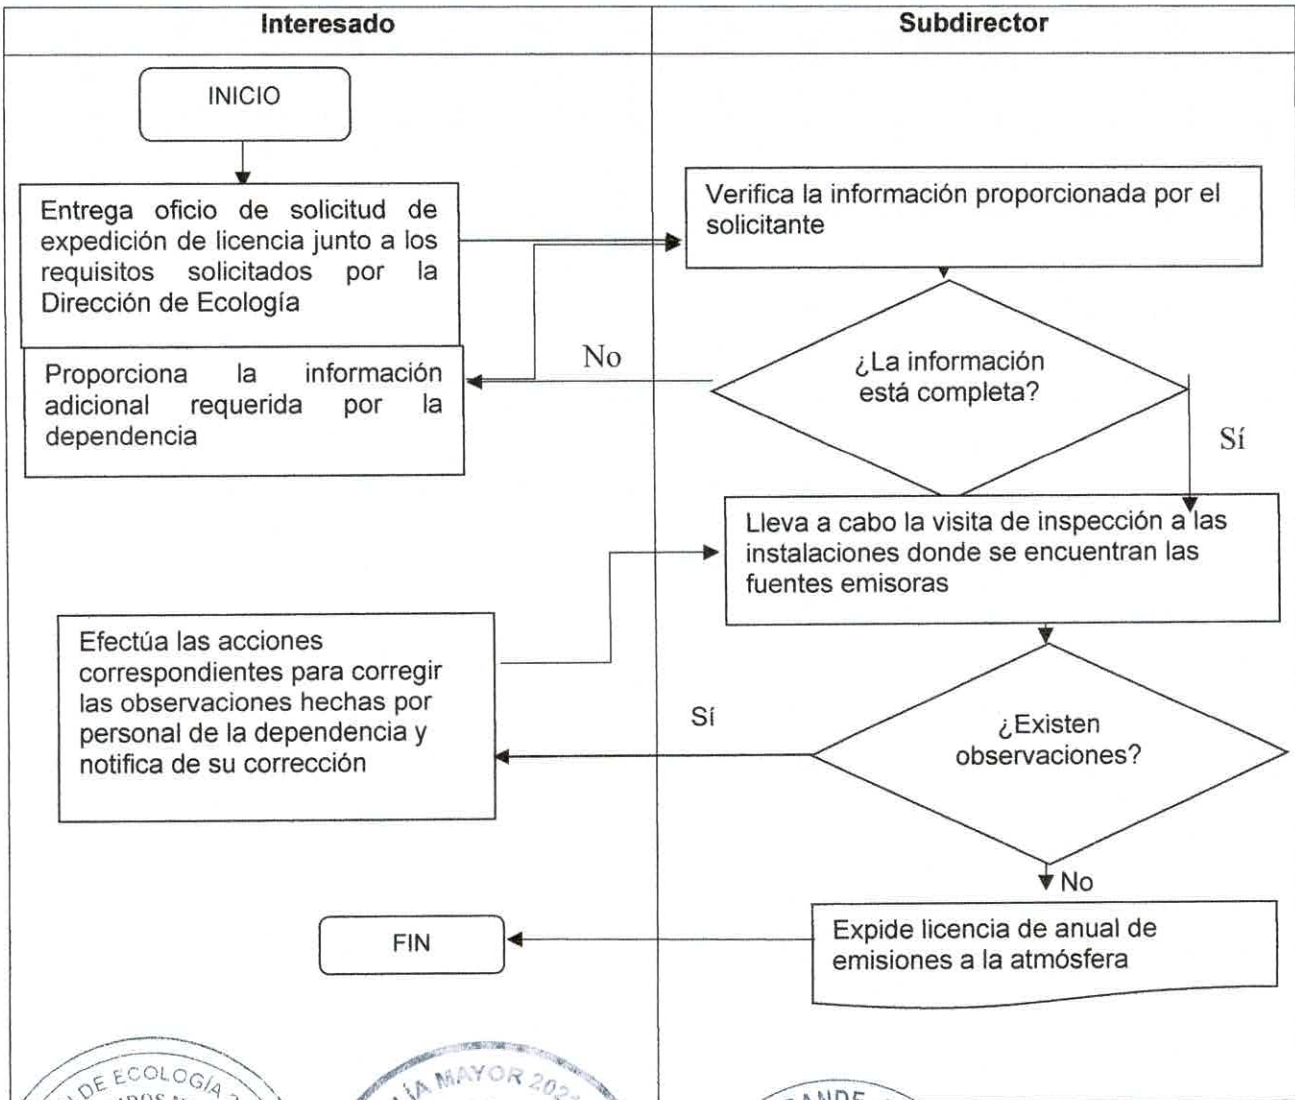 Interesado
Subdirector
INICIO
Entrega oficio de solicitud de
expedición de licencia junto a los
requisitos solicitados por la
Dirección de Ecología
Verifica la información proporcionada por el
solicitante
Proporciona la información
adicional requerida por la
dependencia
No
¿La información
está completa?
Sí
Lleva a cabo la visita de inspección a las
instalaciones donde se encuentran las
fuentes emisoras
Efectúa las acciones
correspondientes para corregir
las observaciones hechas por
personal de la dependencia y
notifica de su corrección
Sí
¿Existen
observaciones?
No
Expide licencia de anual de
emisiones a la atmósfera
FIN
DE ECOLOGÍA
MAYOR